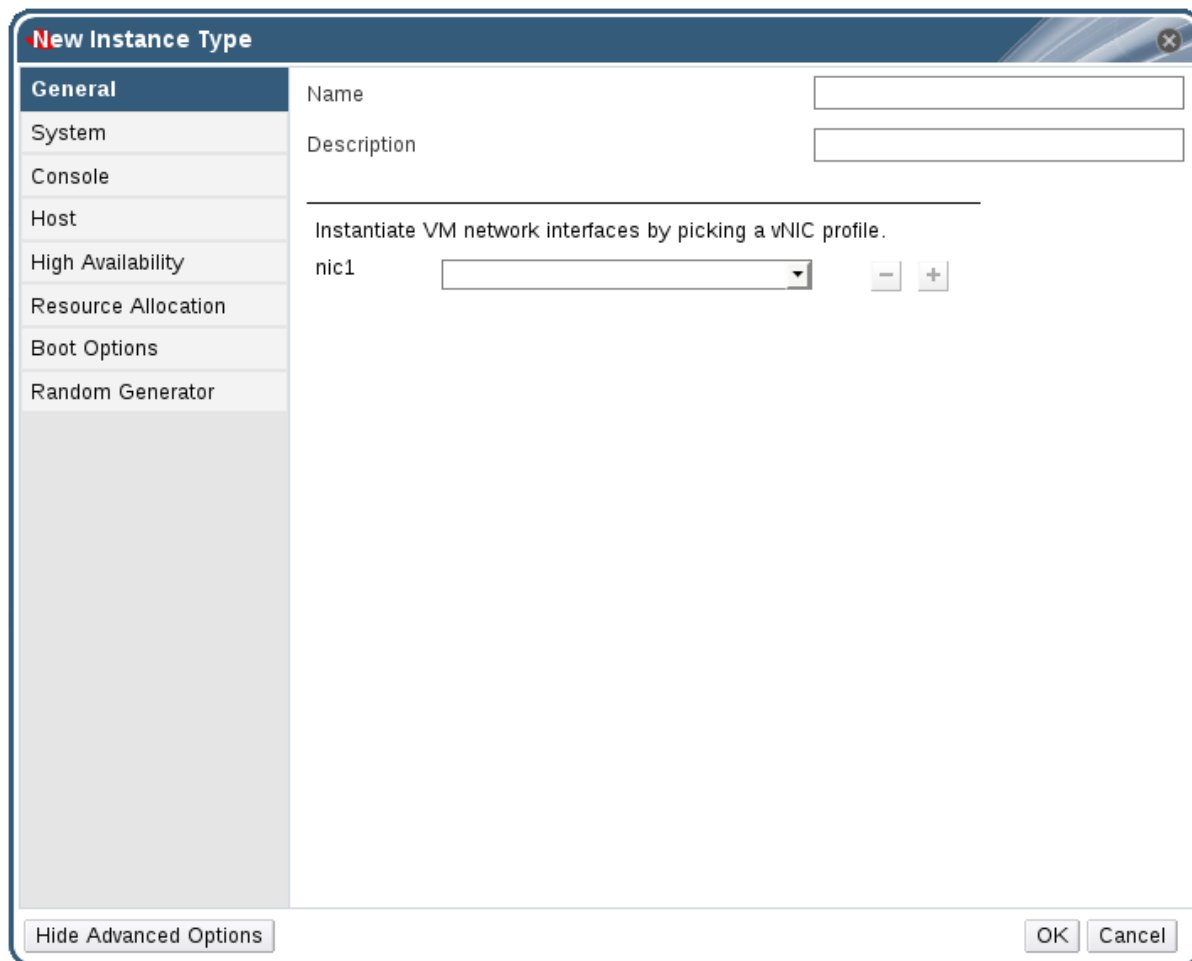 New Instance Type
General
System
Console
Host
High Availability
Resource Allocation
Boot Options
Random Generator
Name
Description
Instantiate VM network interfaces by picking a vNIC profile.
nic1
Hide Advanced Options
OK
Cancel